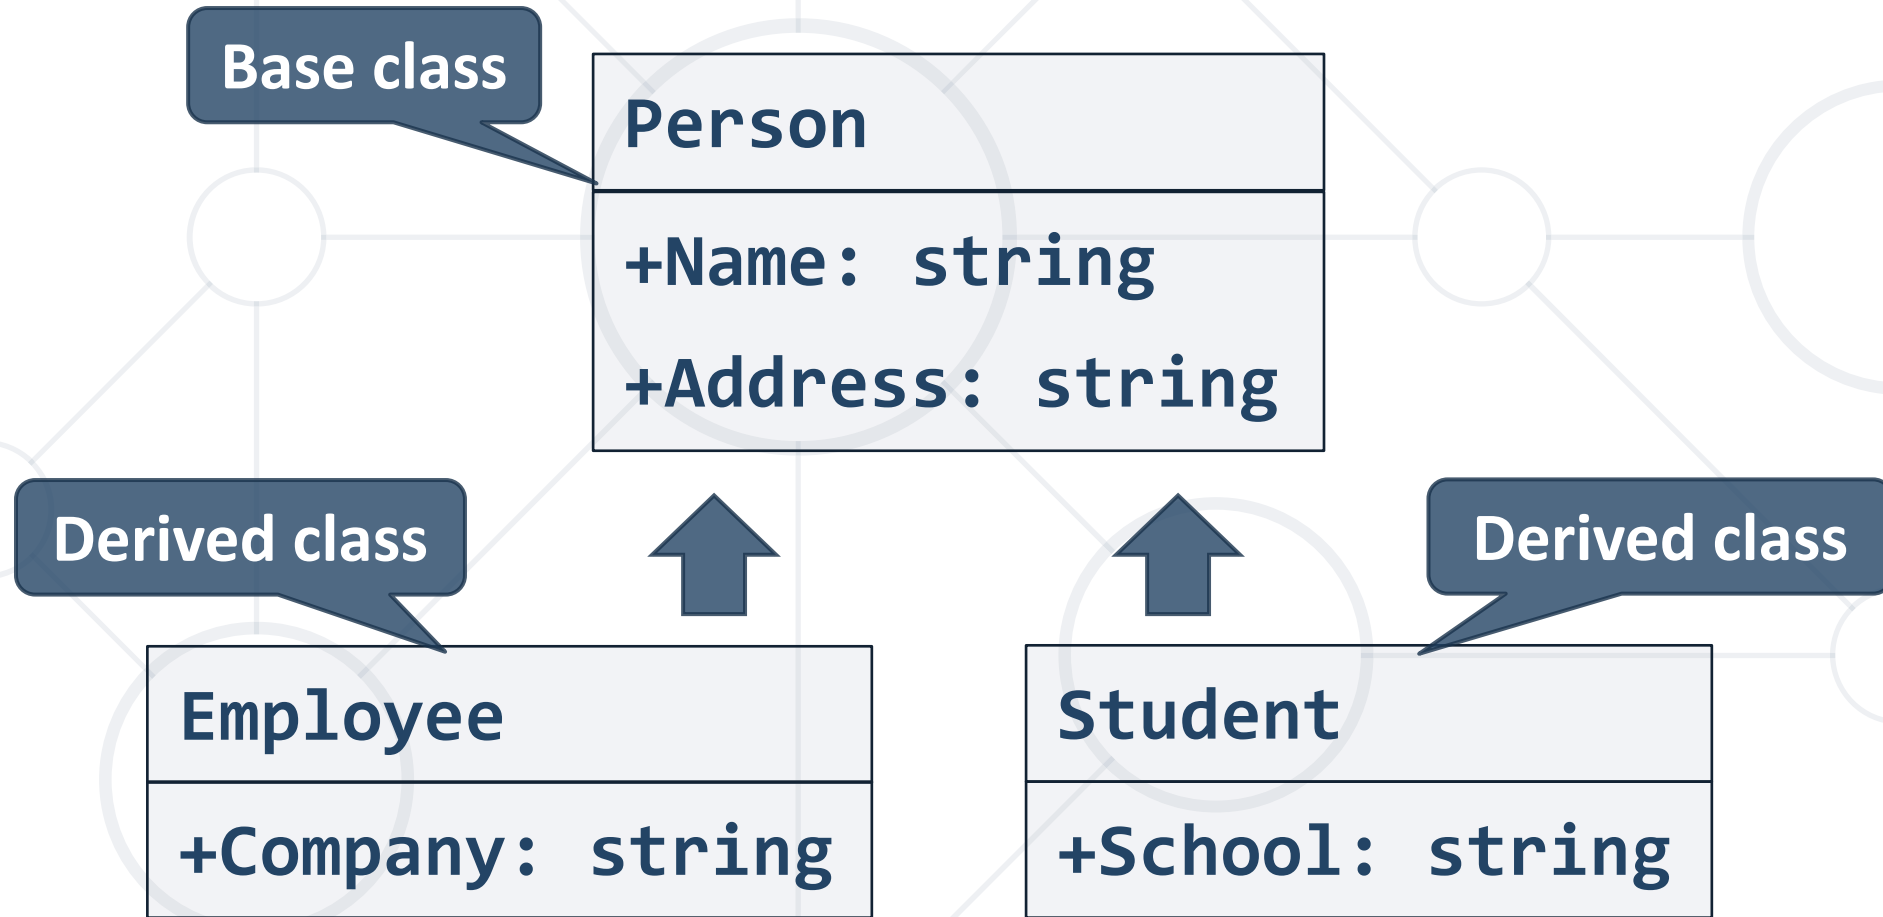 Base class
Person
+Name: string
+Address: string
Derived class
Derived class
Employee
+Company: string
Student
+School: string